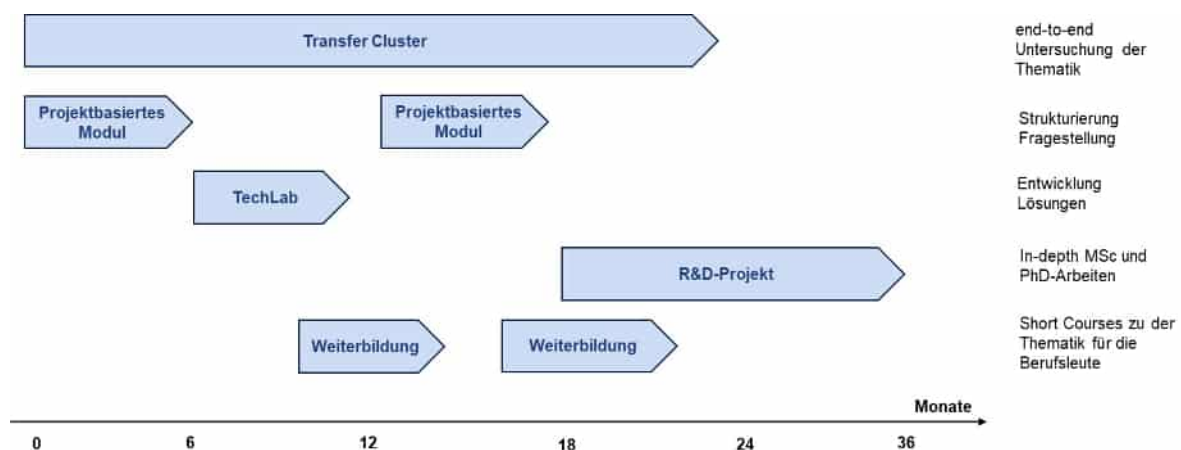 Transfer Cluster
end-to-end
Untersuchung der
Thematik
Projektbasiertes
Modul
Projektbasiertes
Modul
Strukturierung
Fragestellung
TechLab
Entwicklung
Lösungen
R&D-Projekt
In-depth MSc und
PhD-Arbeiten
Weiterbildung
Weiterbildung
Short Courses zu der
Thematik für die
Berufsleute
Monate
0 6 12 18 24 36